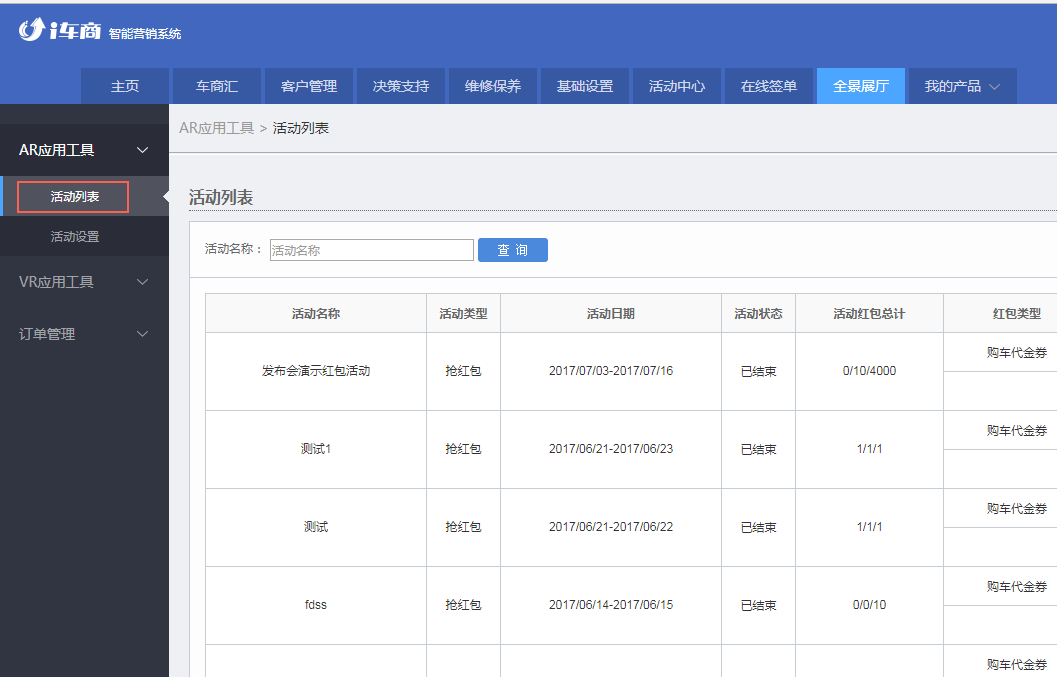 i车商 智能营销系统
主页 车商汇 客户管理 决策支持 维修保养 基础设置 活动中心 在线签单 全景展厅 我的产品
AR应用工具
活动列表
活动设置
VR应用工具
订单管理
AR应用工具 > 活动列表
活动列表
活动名称： 活动名称 查 询
活动名称 活动类型 活动日期 活动状态 活动红包总计 红包类型
发布会演示红包活动 抢红包 2017/07/03-2017/07/16 已结束 0/10/4000 购车代金券
测试1 抢红包 2017/06/21-2017/06/23 已结束 1/1/1 购车代金券
测试 抢红包 2017/06/21-2017/06/22 已结束 1/1/1 购车代金券
fdss 抢红包 2017/06/14-2017/06/15 已结束 0/0/10 购车代金券
购车代金券